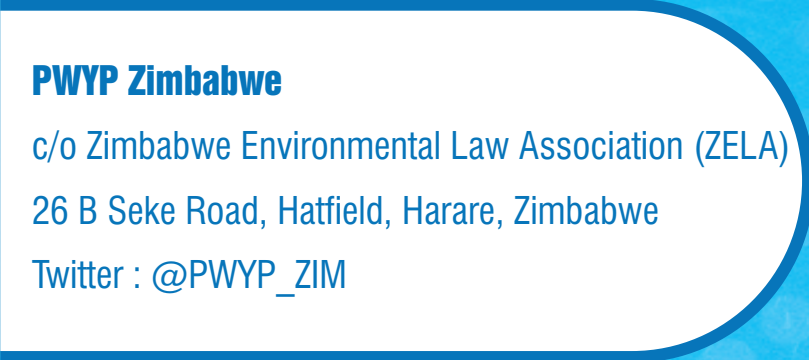 PWYP Zimbabwe
c/o Zimbabwe Environmental Law Association (ZELA)
26 B Seke Road, Hatfield, Harare, Zimbabwe
Twitter : @PWYP_ZIM